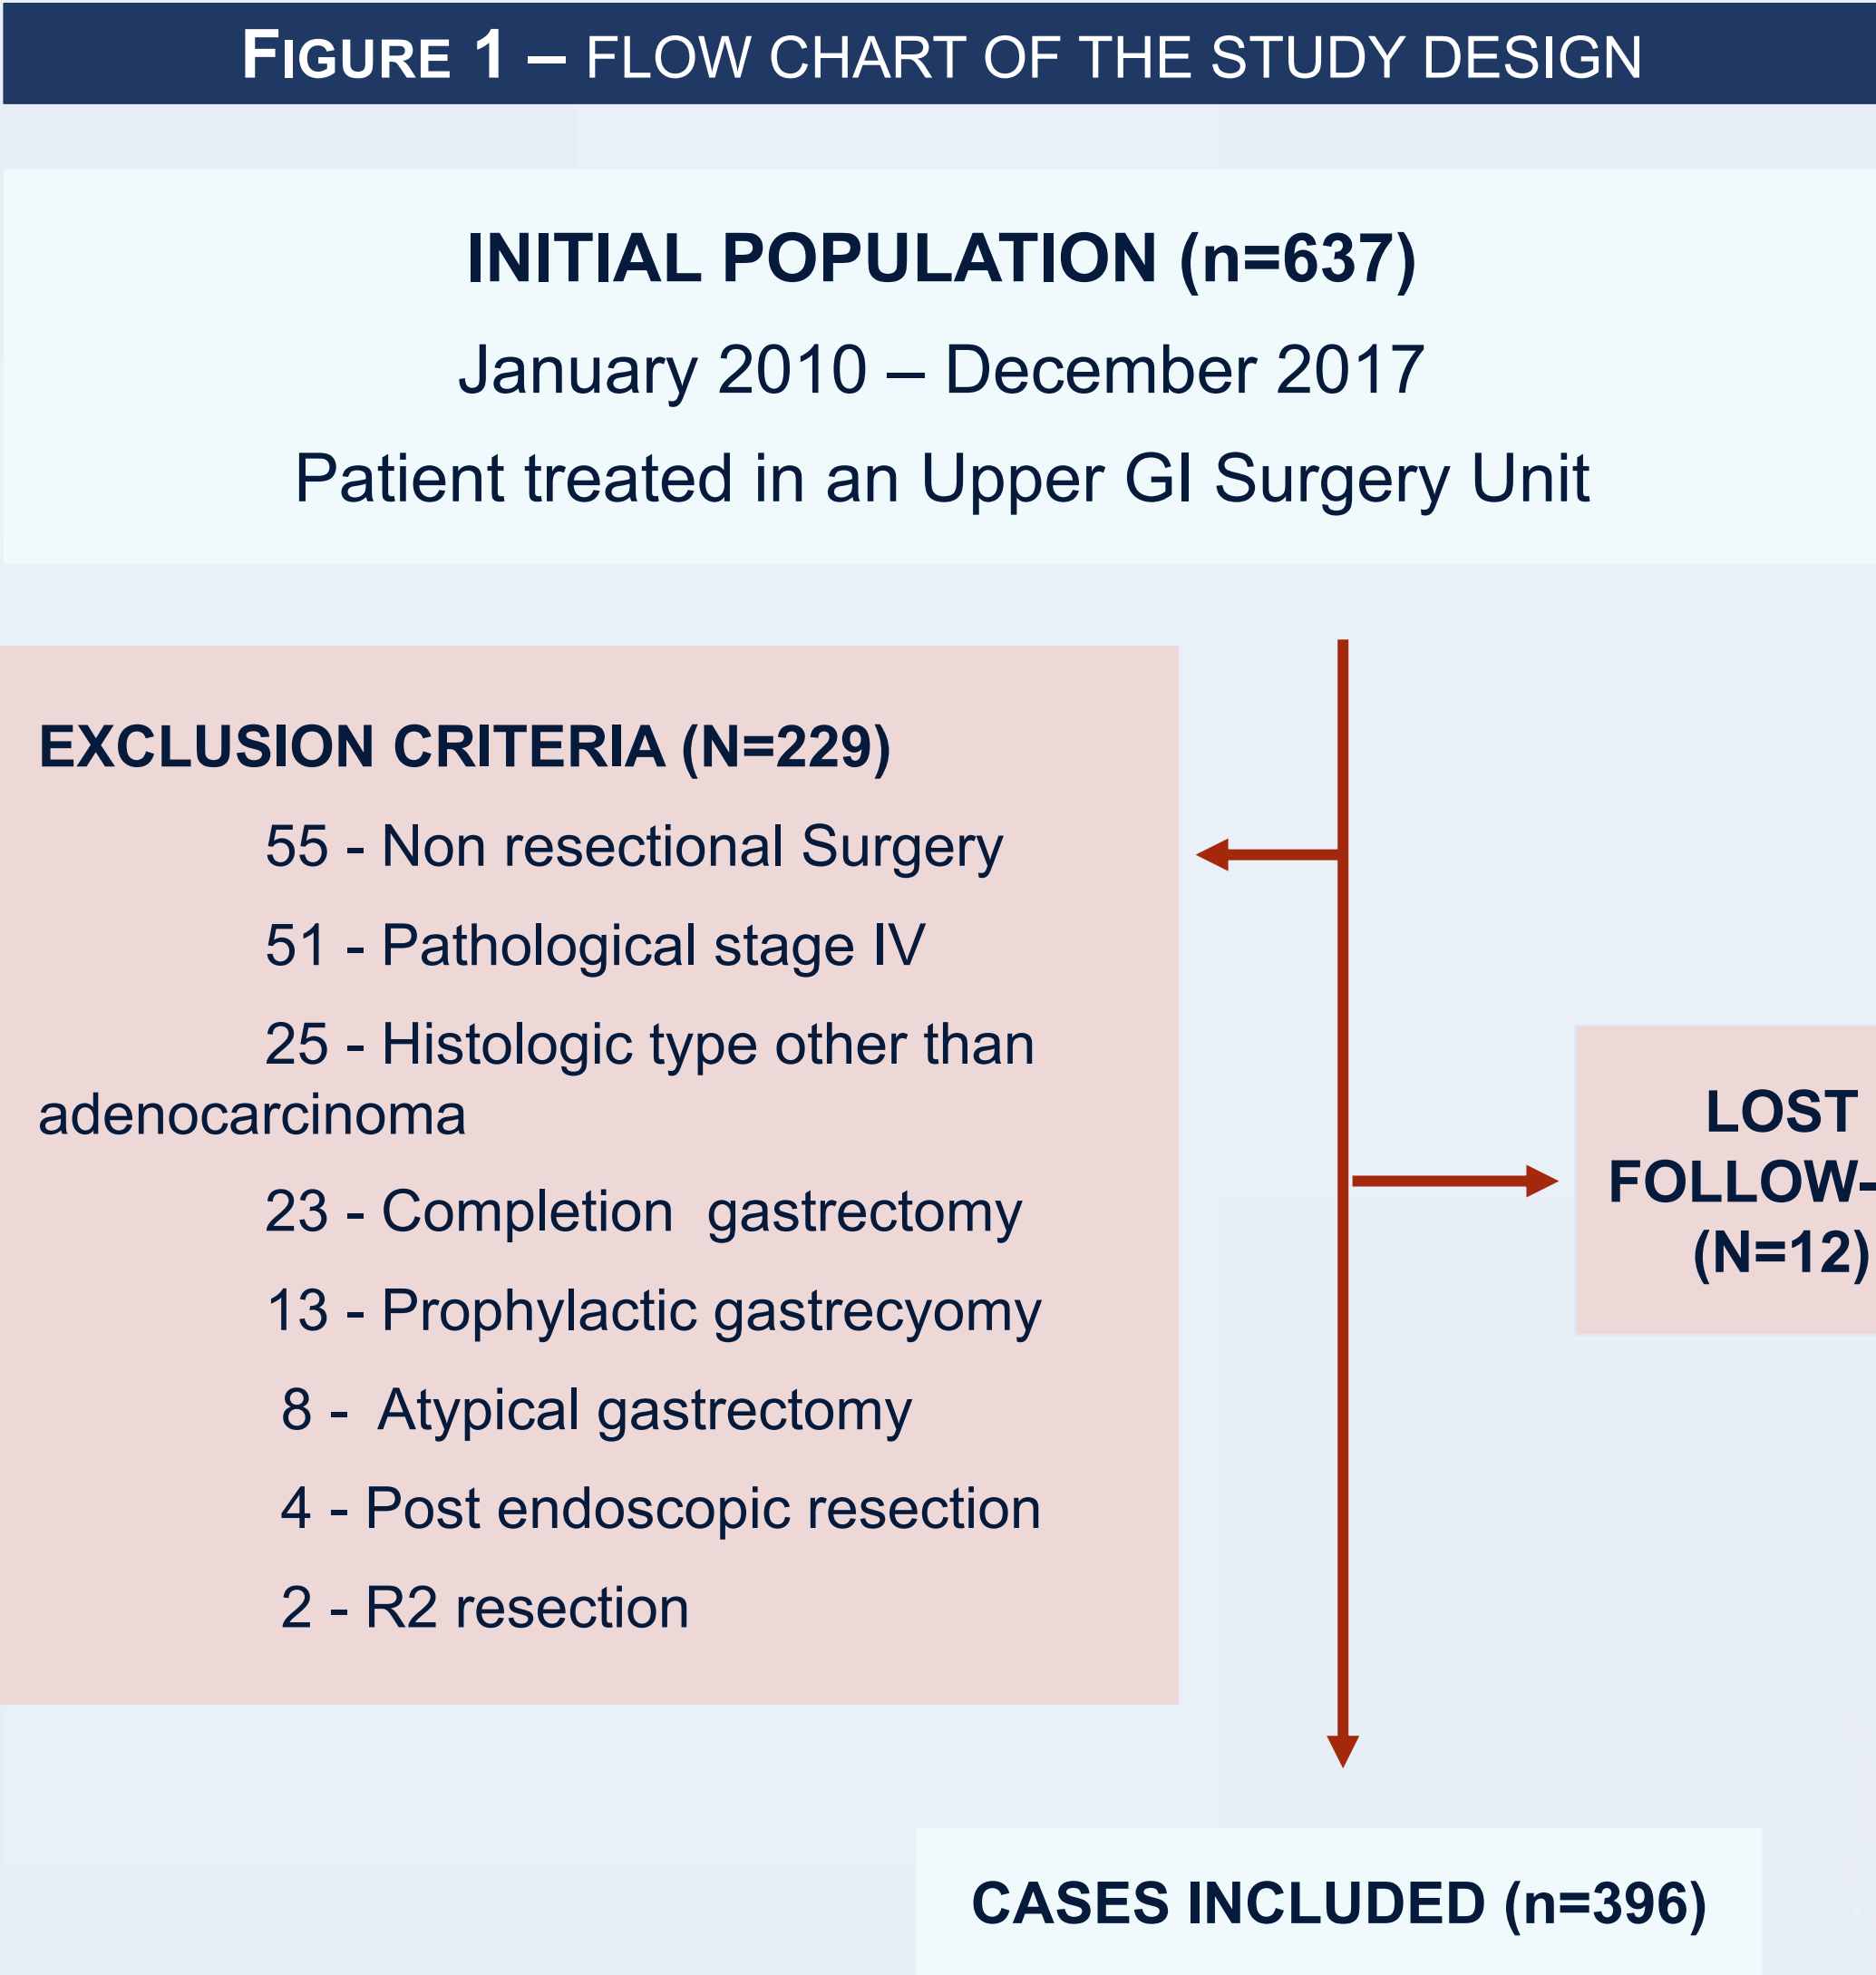 FIGURE 1 – FLOW CHART OF THE STUDY DESIGN
INITIAL POPULATION (n=637)
January 2010 – December 2017
Patient treated in an Upper GI Surgery Unit
EXCLUSION CRITERIA (N=229)
55 - Non resectional Surgery
51 - Pathological stage IV
25 - Histologic type other than
adenocarcinoma
23 - Completion  gastrectomy
13 - Prophylactic gastrecyomy
8 -  Atypical gastrectomy
4 - Post endoscopic resection
2 - R2 resection
LOST
FOLLOW-
(N=12)
CASES INCLUDED (n=396)